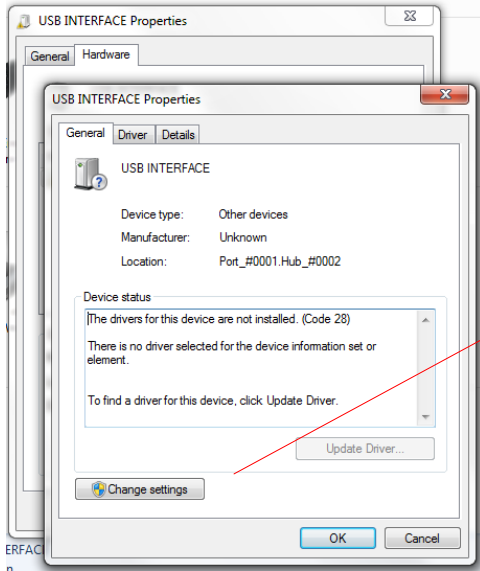 USB INTERFACE Properties
General Hardware
USB INTERFACE Properties
General Driver Details
USB INTERFACE
Device type: Other devices
Manufacturer: Unknown
Location: Port_#0001.Hub_#0002
Device status
The drivers for this device are not installed. (Code 28)
There is no driver selected for the device information set or
element.
To find a driver for this device, click Update Driver.
Update Driver...
Change settings
OK Cancel
ERFAC